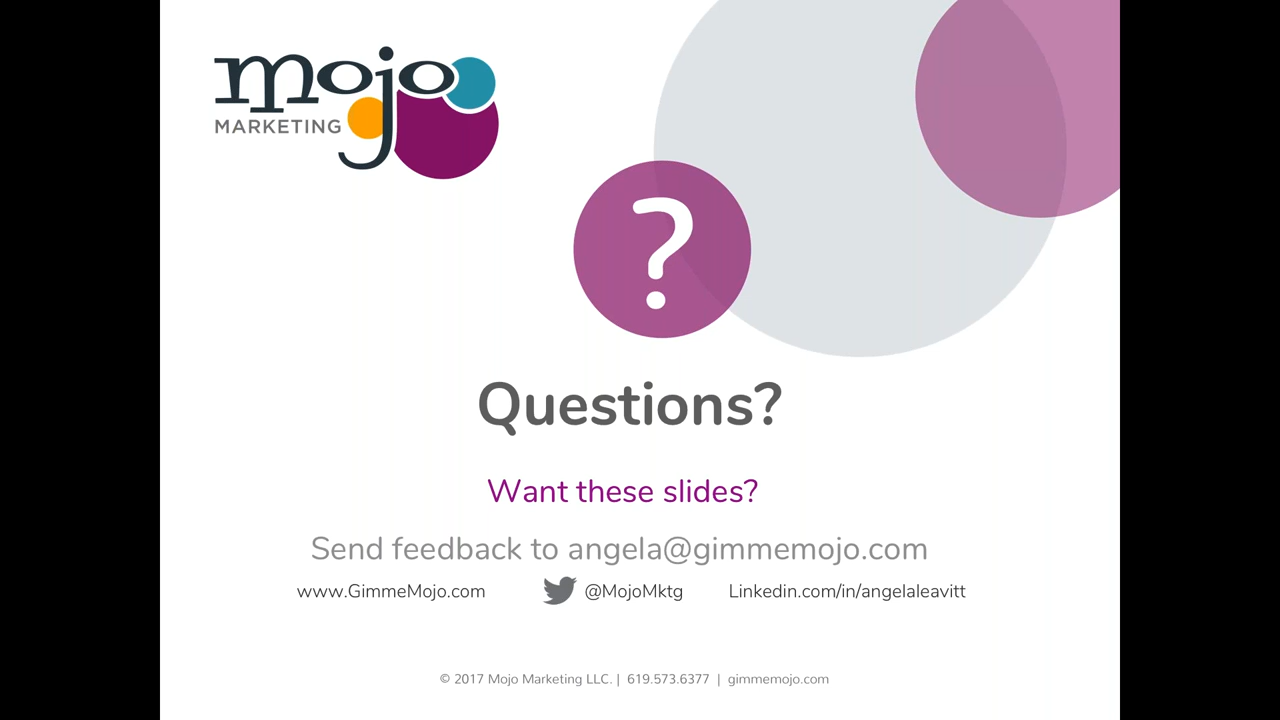 mojo
MARKETING
?
Questions?
Want these slides?
Send feedback to angela@gimmemojo.com
www.GimmeMojo.com @MojoMktg Linkedin.com/in/angelaleavitt
© 2017 Mojo Marketing LLC. | 619.573.6377 | gimmemojo.com